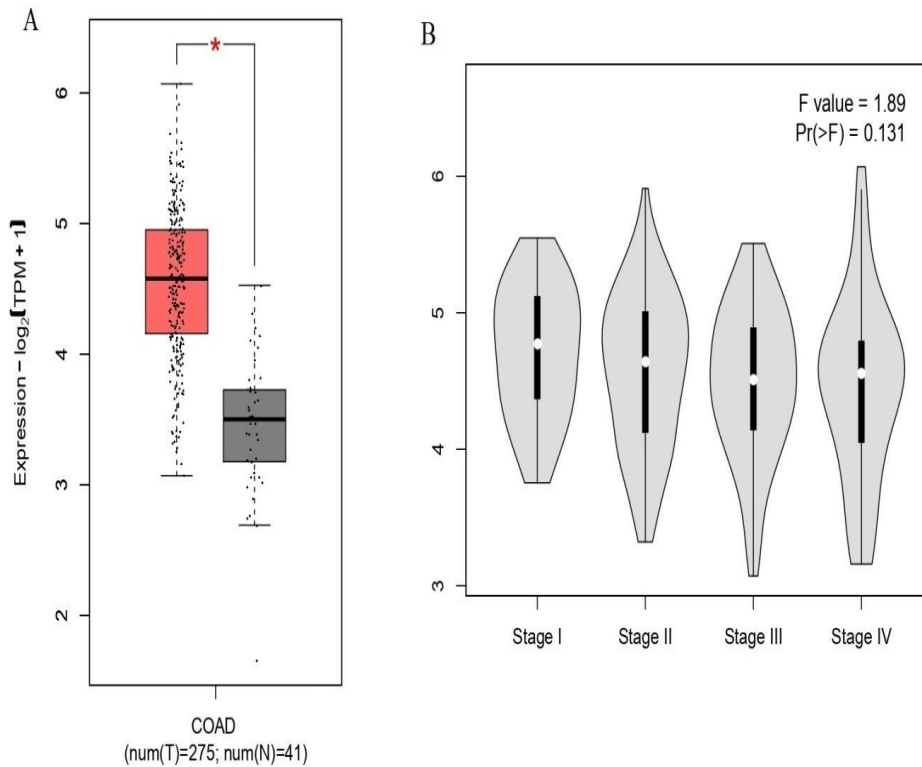 A
B
*
Expression – log₂(TPM + 1)
6
5
4
3
2
COAD
(num(T)=275; num(N)=41)
F value = 1.89
Pr(>F) = 0.131
6
5
4
3
Stage I
Stage II
Stage III
Stage IV